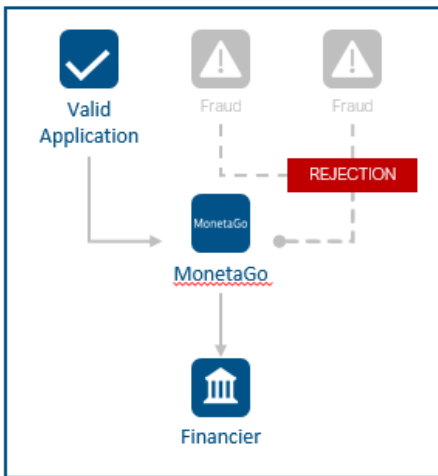 Valid
Application
Fraud
Fraud
REJECTION
MonetaGo
MonetaGo
Financier